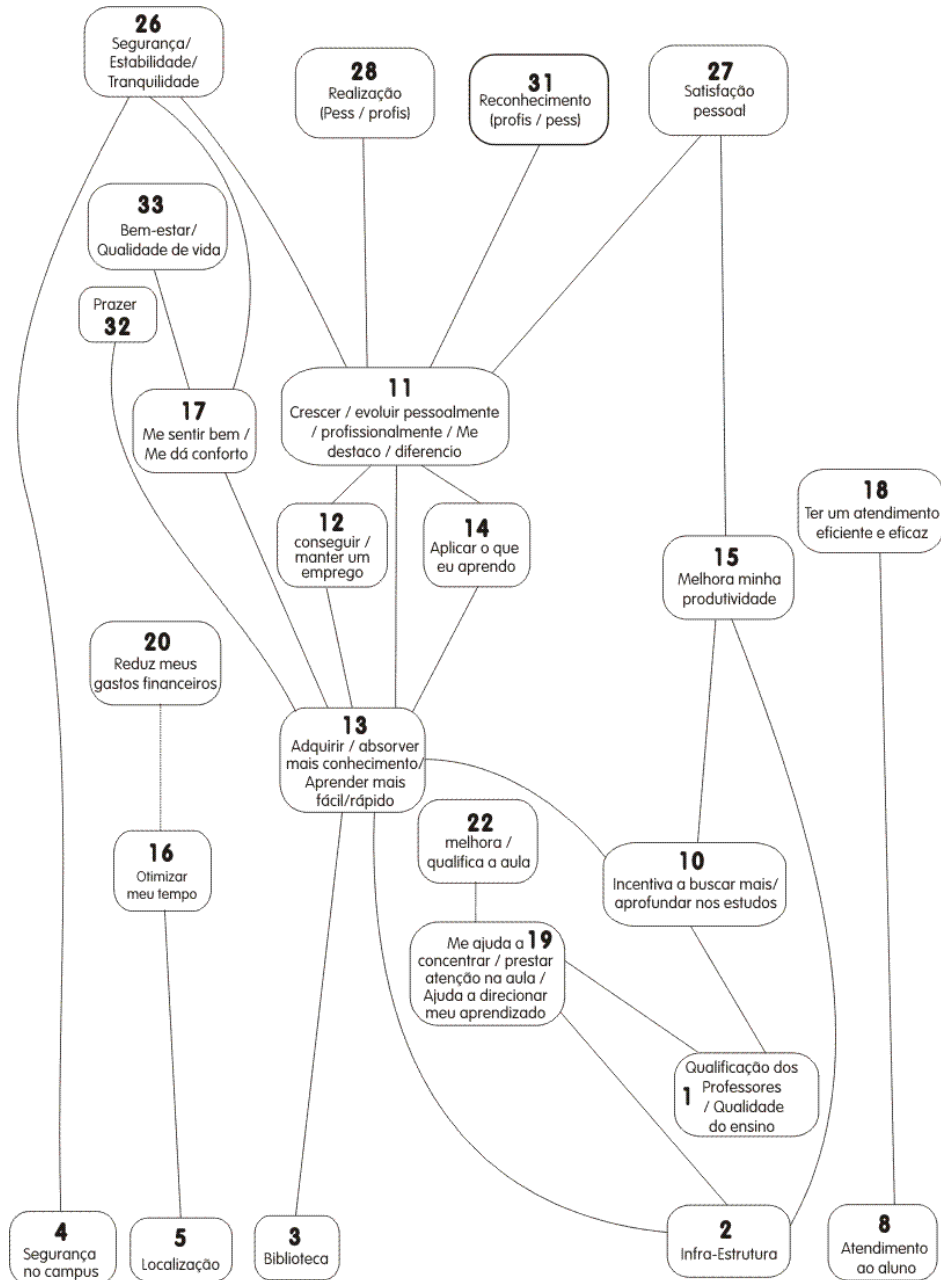 26
Segurança/
Estabilidade/
Tranquilidade
28
Realização
(Pess / profis)
31
Reconhecimento
(profis / pess)
27
Satisfação
pessoal
33
Bem-estar/
Qualidade de vida
Prazer
32
17
Me sentir bem /
Me dá conforto
11
Crescer / evoluir pessoalmente
/ profissionalmente / Me
destaco / diferencio
12
conseguir /
manter um
emprego
14
Aplicar o que
eu aprendo
18
Ter um atendimento
eficiente e eficaz
15
Melhora minha
produtividade
20
Reduz meus
gastos financeiros
13
Adquirir / absorver
mais conhecimento/
Aprender mais
fácil/rápido
22
melhora /
qualifica a aula
16
Otimizar
meu tempo
10
Incentiva a buscar mais/
aprofundar nos estudos
Me ajuda a 19
concentrar / prestar
atenção na aula /
Ajuda a direcionar
meu aprendizado
Qualificação dos
1 Professores
/ Qualidade
do ensino
4
Segurança
no campus
5
Localização
3
Biblioteca
2
Infra-Estrutura
8
Atendimento
ao aluno